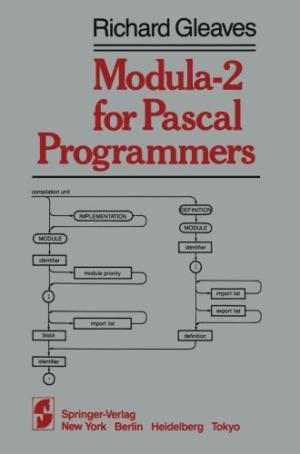 Richard Gleaves
Modula-2
for Pascal
Programmers
compilation unit
IMPLEMENTATION
DEFINITION
MODULE
MODULE
identifier
identifier
module priority
;
;
import list
export list
import list
block
definition
identifier
.
Springer-Verlag
New York Berlin Heidelberg Tokyo